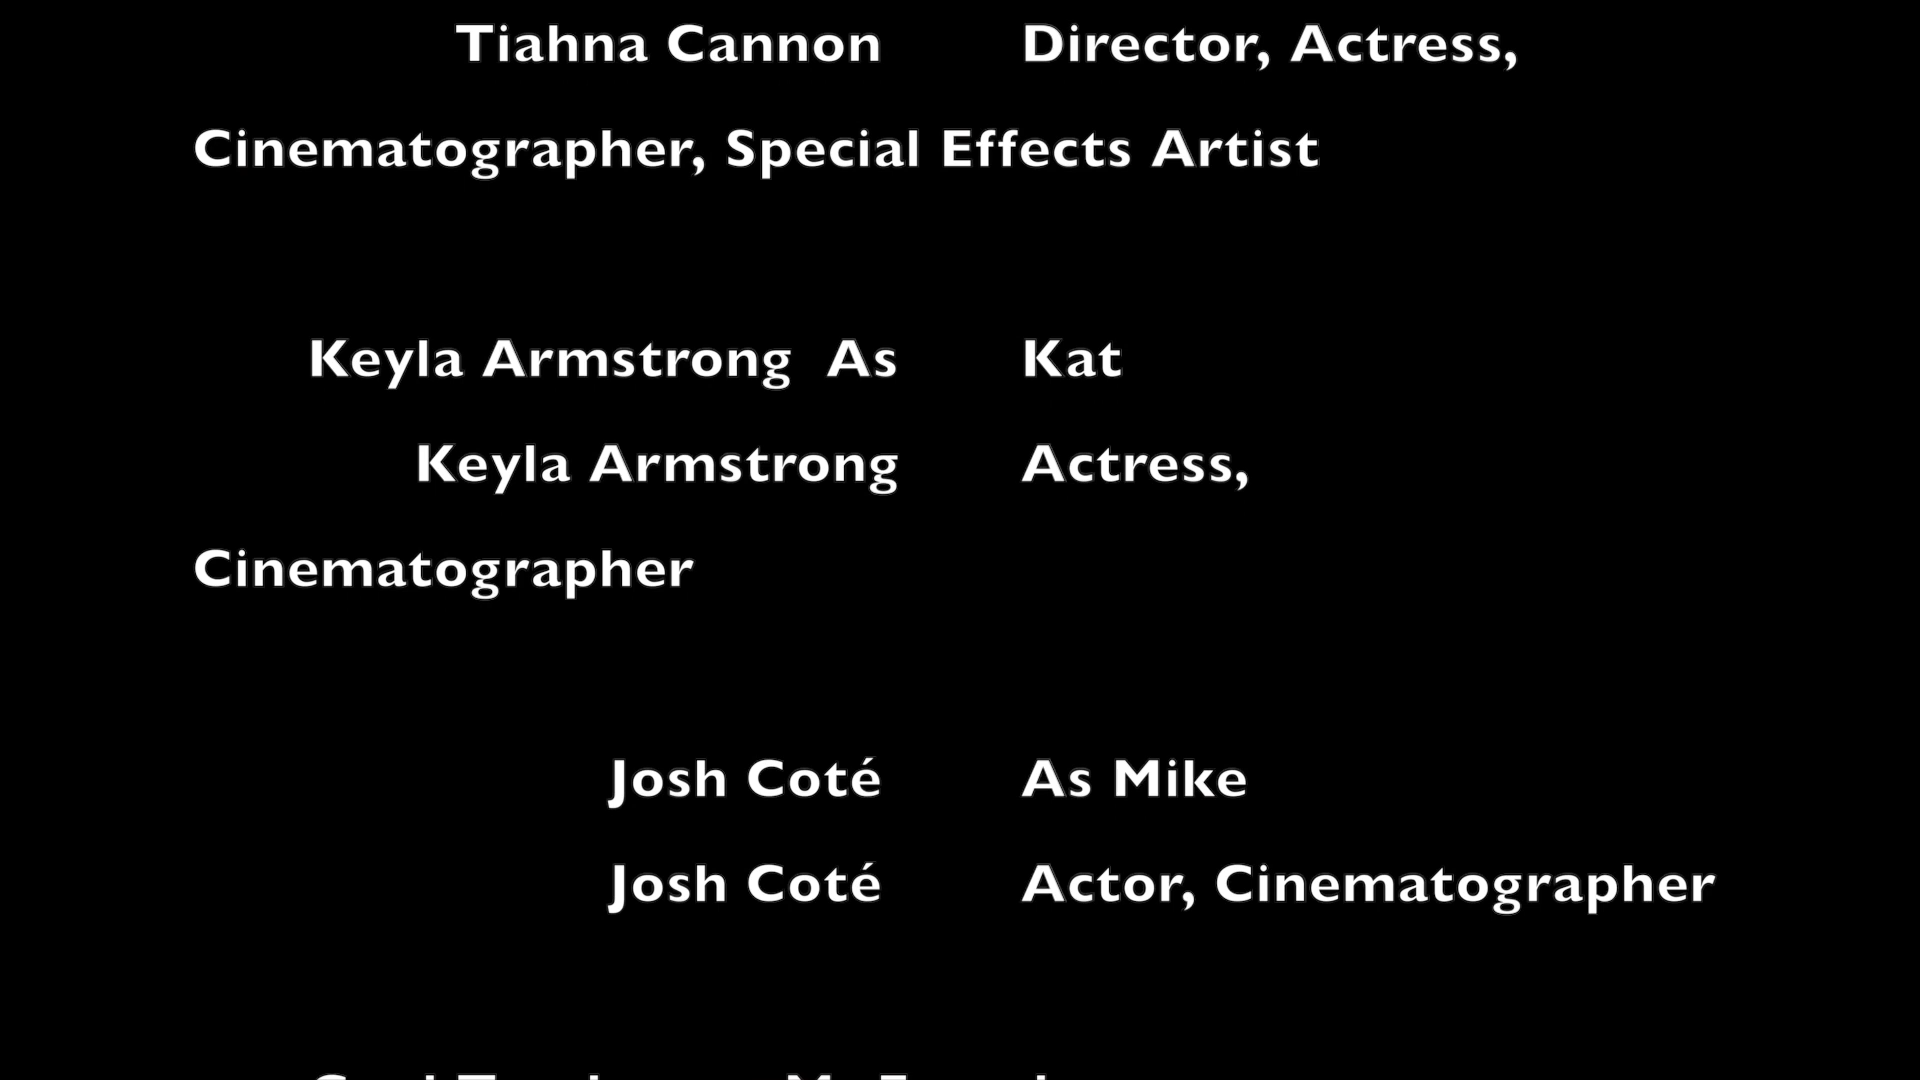 Tiahna Cannon Director, Actress,
Cinematographer, Special Effects Artist
Keyla Armstrong As Kat
Keyla Armstrong Actress,
Cinematographer
Josh Coté As Mike
Josh Coté Actor, Cinematographer